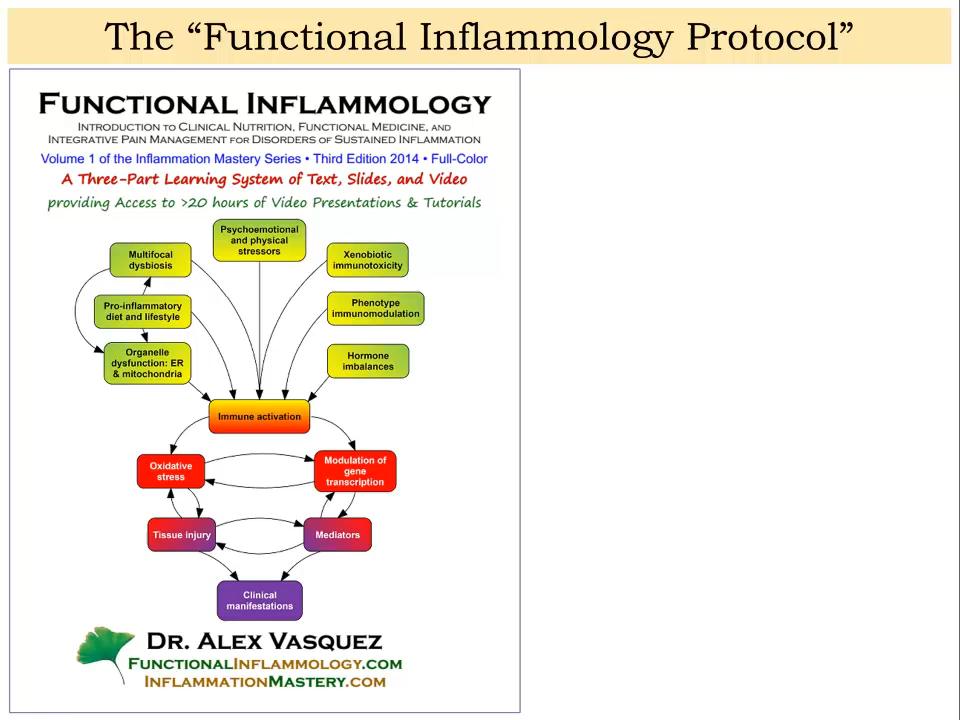 The “Functional Inflammology Protocol”
FUNCTIONAL INFLAMMOLOGY
INTRODUCTION TO CLINICAL NUTRITION, FUNCTIONAL MEDICINE, AND
INTEGRATIVE PAIN MANAGEMENT FOR DISORDERS OF SUSTAINED INFLAMMATION
Volume 1 of the Inflammation Mastery Series • Third Edition 2014 • Full-Color
A Three-Part Learning System of Text, Slides, and Video
providing Access to >20 hours of Video Presentations & Tutorials
Psychoemotional
and physical
stressors
Multifocal
dysbiosis
Xenobiotic
immunotoxicity
Pro-inflammatory
diet and lifestyle
Phenotype
immunomodulation
Organelle
dysfunction: ER
& mitochondria
Hormone
imbalances
Immune activation
Oxidative
stress
Modulation of
gene
transcription
Tissue injury
Mediators
Clinical
manifestations
DR. ALEX VASQUEZ
FUNCTIONALINFLAMMOLOGY.COM
INFLAMMATIONMASTERY.COM